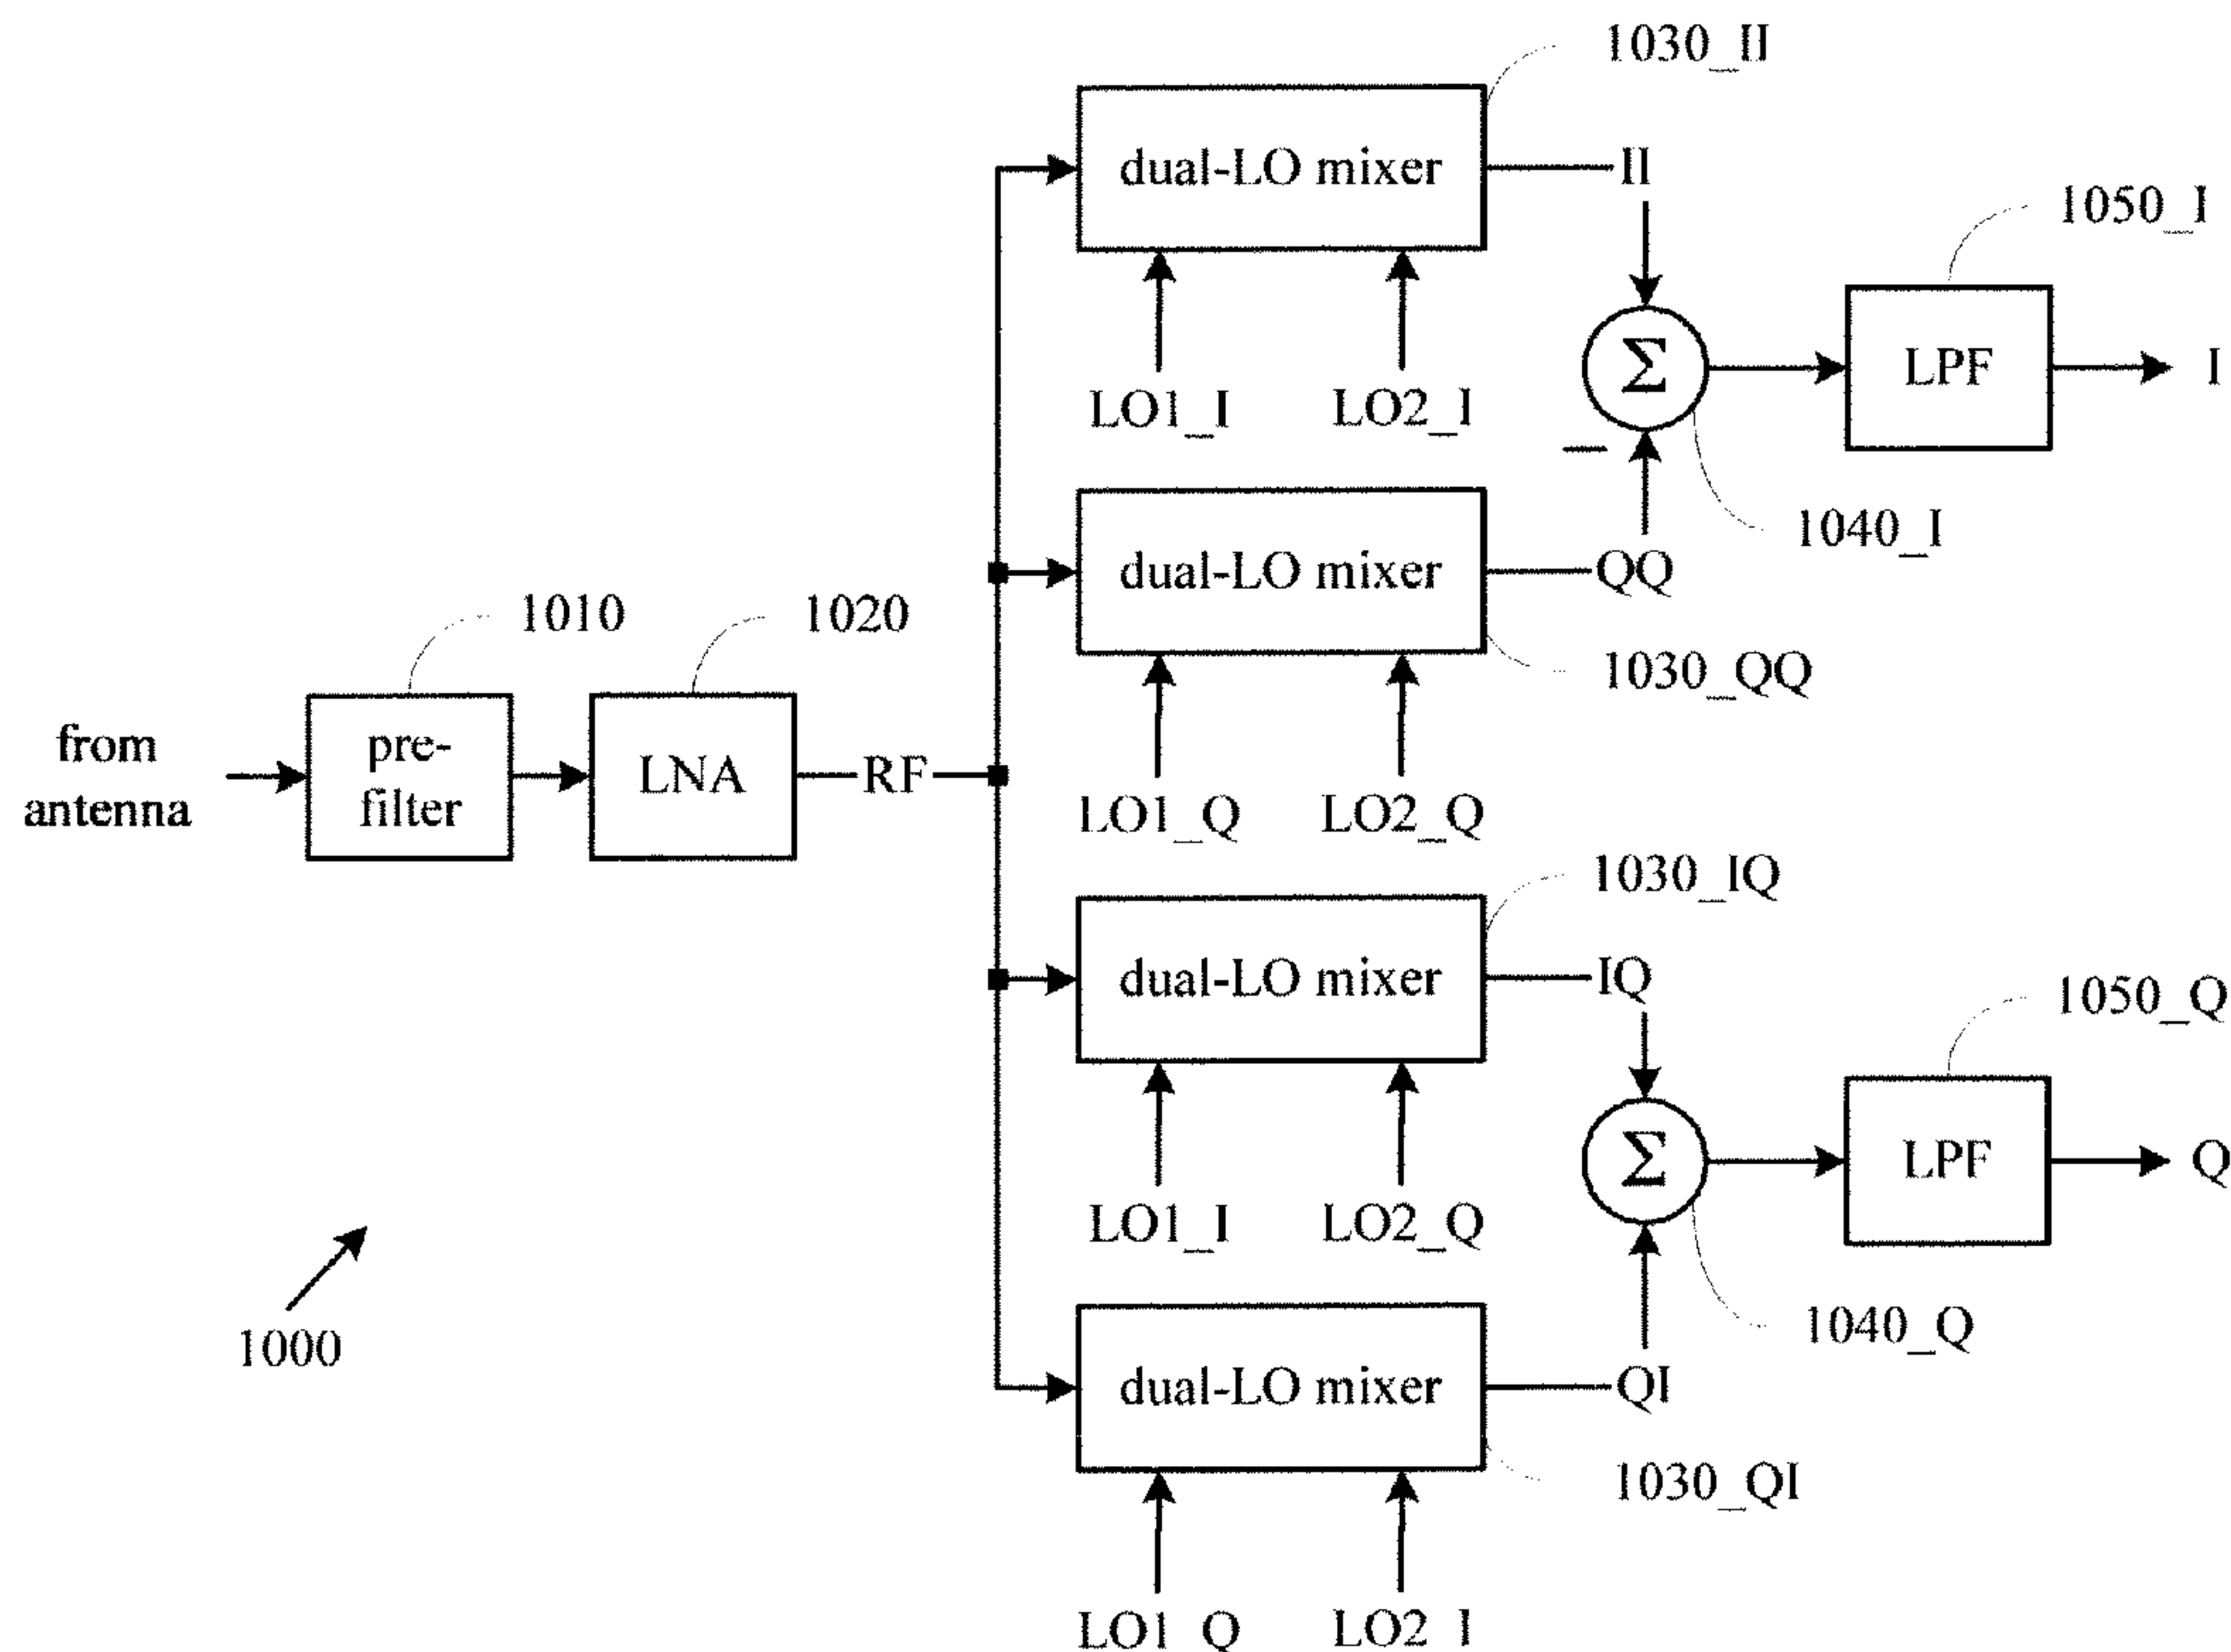 1030_II
dual-LO mixer
II
1050_I
LO1_I
LO2_I
Σ
LPF
I
–
1040_I
dual-LO mixer
QQ
1010
1020
1030_QQ
from
antenna
pre-
filter
LNA
RF
LO1_Q
LO2_Q
1030_IQ
dual-LO mixer
IQ
1050_Q
LO1_I
LO2_Q
Σ
LPF
Q
1040_Q
1000
dual-LO mixer
QI
1030_QI
LO1_Q
LO2_I